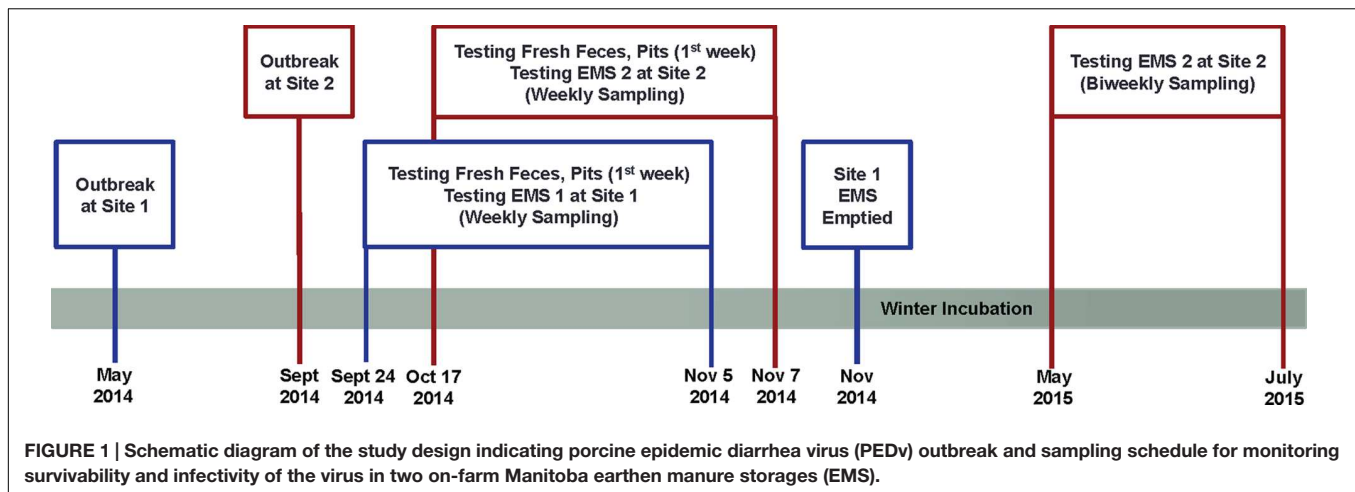 Outbreak
at Site 2
Testing Fresh Feces, Pits (1st week)
Testing EMS 2 at Site 2
(Weekly Sampling)
Testing EMS 2 at Site 2
(Biweekly Sampling)
Outbreak
at Site 1
Testing Fresh Feces, Pits (1st week)
Testing EMS 1 at Site 1
(Weekly Sampling)
Site 1
EMS
Emptied
Winter Incubation
May
2014
Sept
2014
Sept 24
2014
Oct 17
2014
Nov 5
2014
Nov 7
2014
Nov
2014
May
2015
July
2015
FIGURE 1 | Schematic diagram of the study design indicating porcine epidemic diarrhea virus (PEDv) outbreak and sampling schedule for monitoring
survivability and infectivity of the virus in two on-farm Manitoba earthen manure storages (EMS).